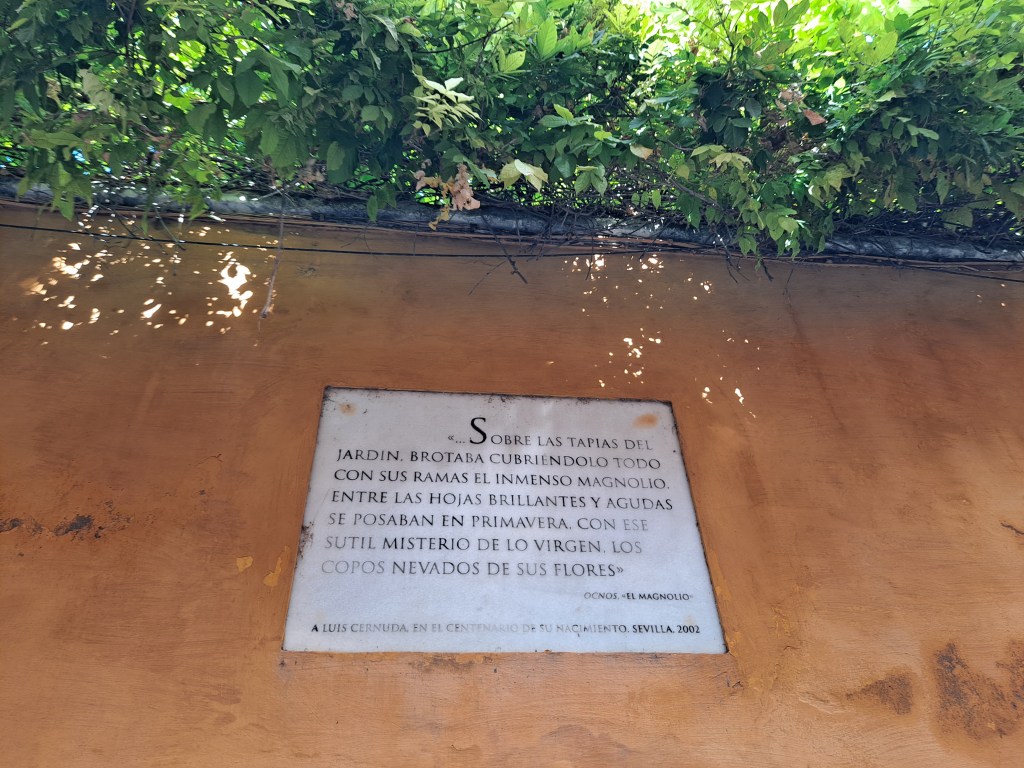 «... SOBRE LAS TAPIAS DEL
JARDÍN, BROTABA CUBRIÉNDOLO TODO
CON SUS RAMAS EL INMENSO MAGNOLIO.
ENTRE LAS HOJAS BRILLANTES Y AGUDAS
SE POSABAN EN PRIMAVERA, CON ESE
SUTIL MISTERIO DE LO VIRGEN, LOS
COPOS NEVADOS DE SUS FLORES»
OCNOS. «EL MAGNOLIO»
A LUIS CERNUDA, EN EL CENTENARIO DE SU NACIMIENTO. SEVILLA, 2002